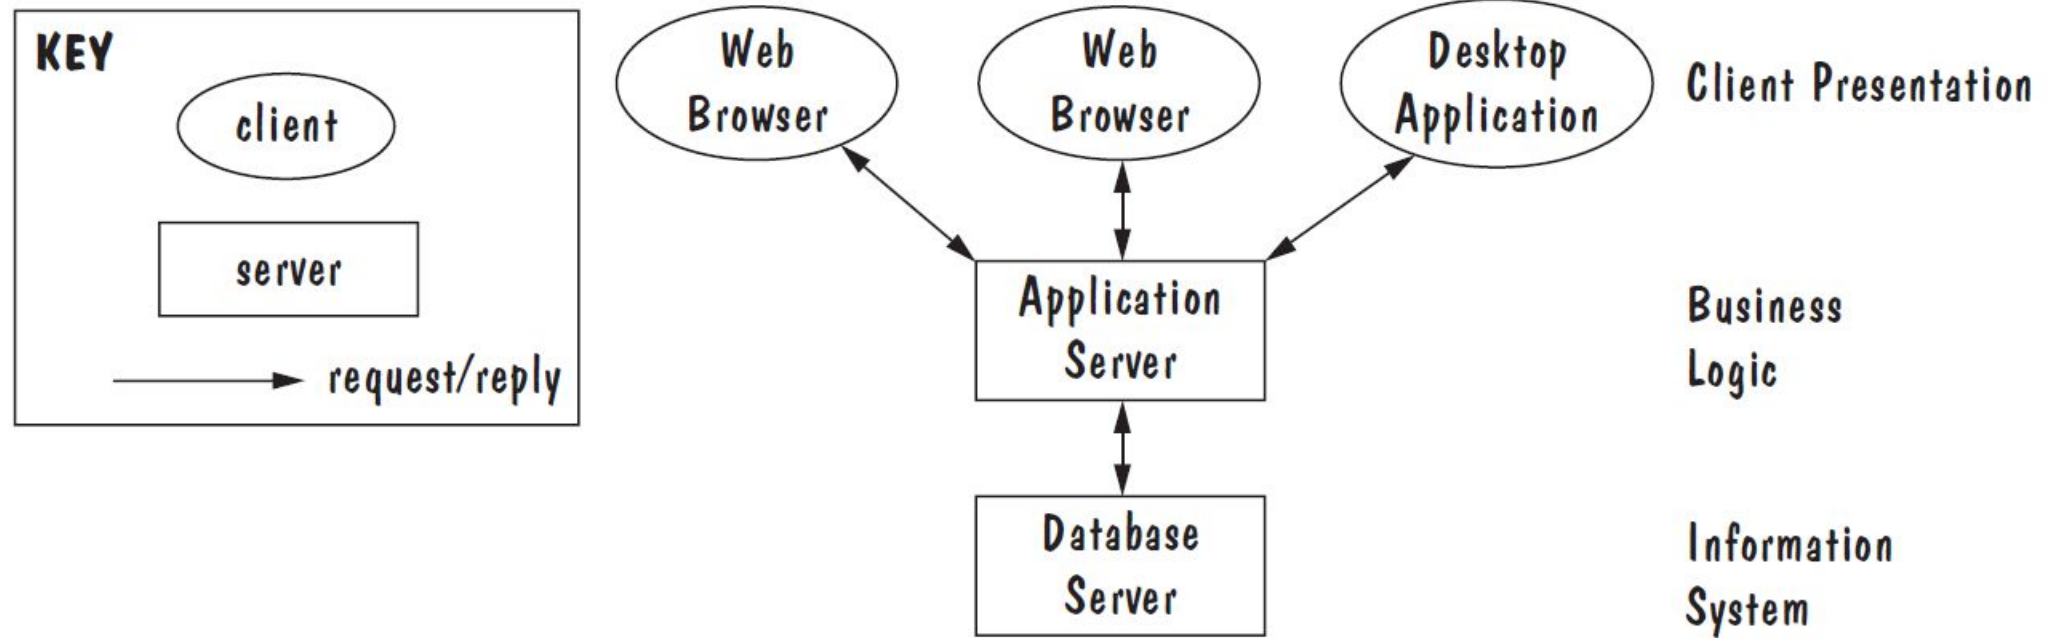 KEY
client
server
request/reply
Web
Browser
Web
Browser
Desktop
Application
Client Presentation
Application
Server
Business
Logic
Database
Server
Information
System